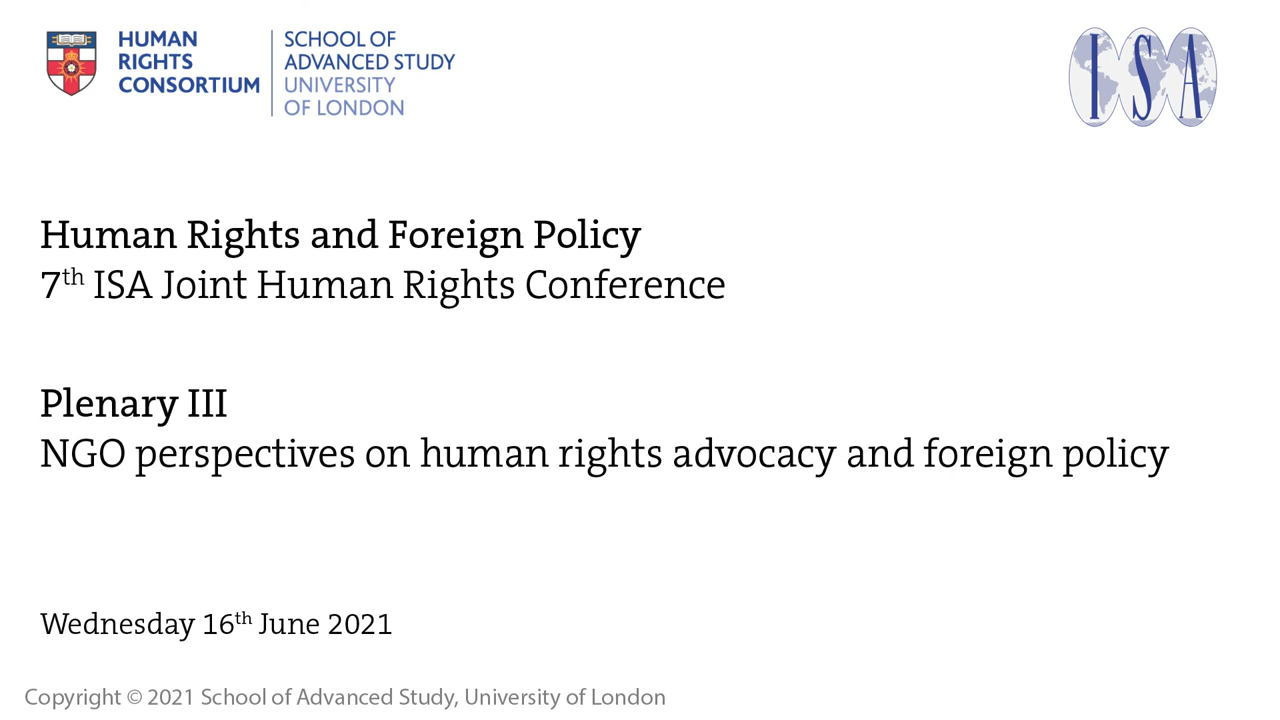 HUMAN
RIGHTS
CONSORTIUM
SCHOOL OF
ADVANCED STUDY
UNIVERSITY
OF LONDON
ISA
Human Rights and Foreign Policy
7th ISA Joint Human Rights Conference
Plenary III
NGO perspectives on human rights advocacy and foreign policy
Wednesday 16th June 2021
Copyright © 2021 School of Advanced Study, University of London